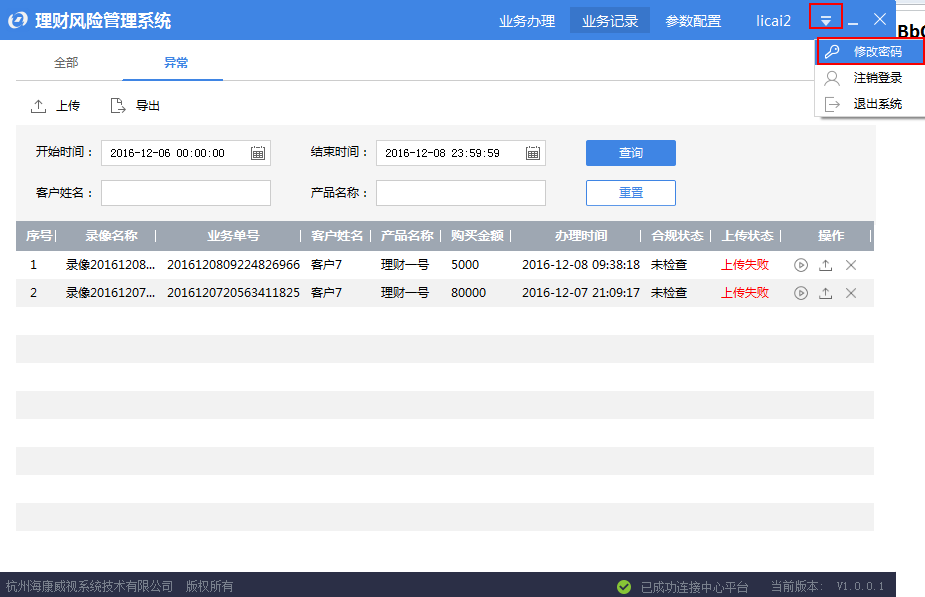 理财风险管理系统 业务办理 业务记录 参数配置 licai2
修改密码
注销登录
退出系统
全部 异常
上传 导出
开始时间： 2016-12-06 00:00:00 结束时间： 2016-12-08 23:59:59 查询
客户姓名： 产品名称： 重置
序号 录像名称 业务单号 客户姓名 产品名称 购买金额 办理时间 合规状态 上传状态 操作
1 录像20161208... 2016120809224826966 客户7 理财一号 5000 2016-12-08 09:38:18 未检查 上传失败
2 录像20161207... 2016120720563411825 客户7 理财一号 80000 2016-12-07 21:09:17 未检查 上传失败
杭州海康威视系统技术有限公司 版权所有 已成功连接中心平台 当前版本: V1.0.0.1